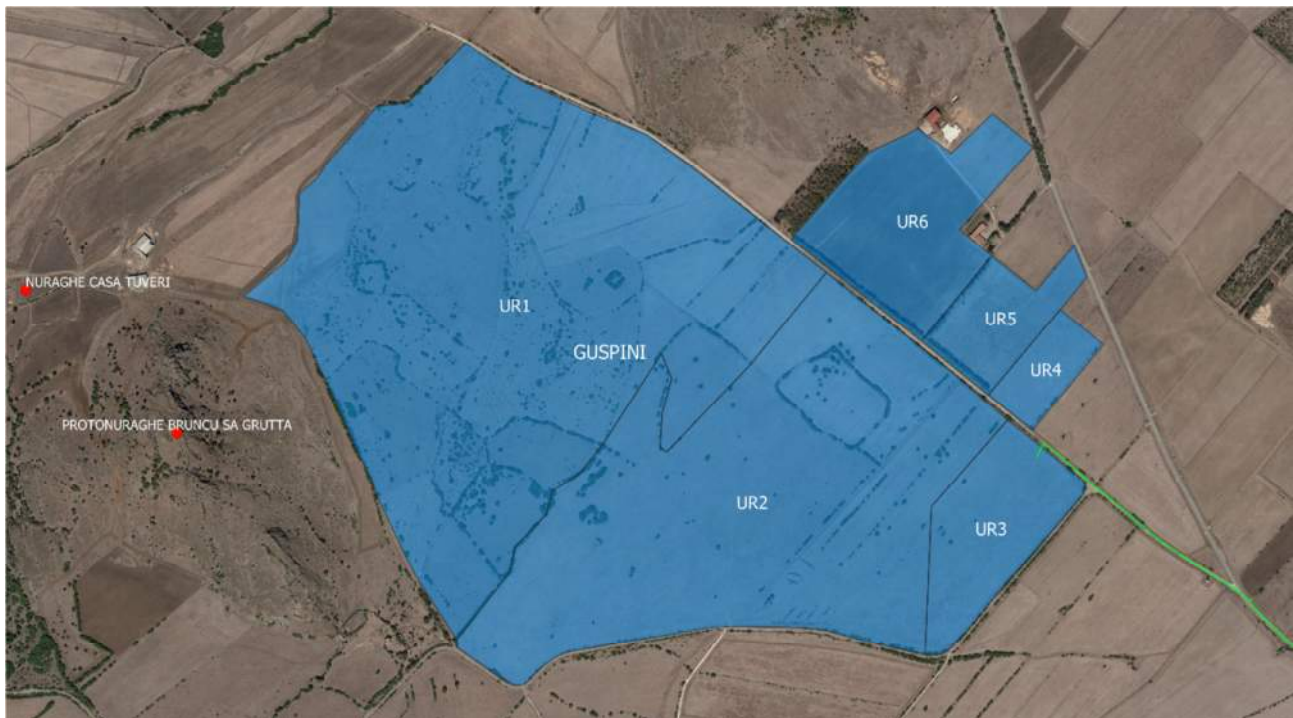 UR6
NURAGHE CASA TUVERI
UR1
UR5
GUSPINI
UR4
PROTONURAGHE BRUNCU SA GRUTTA
UR2
UR3